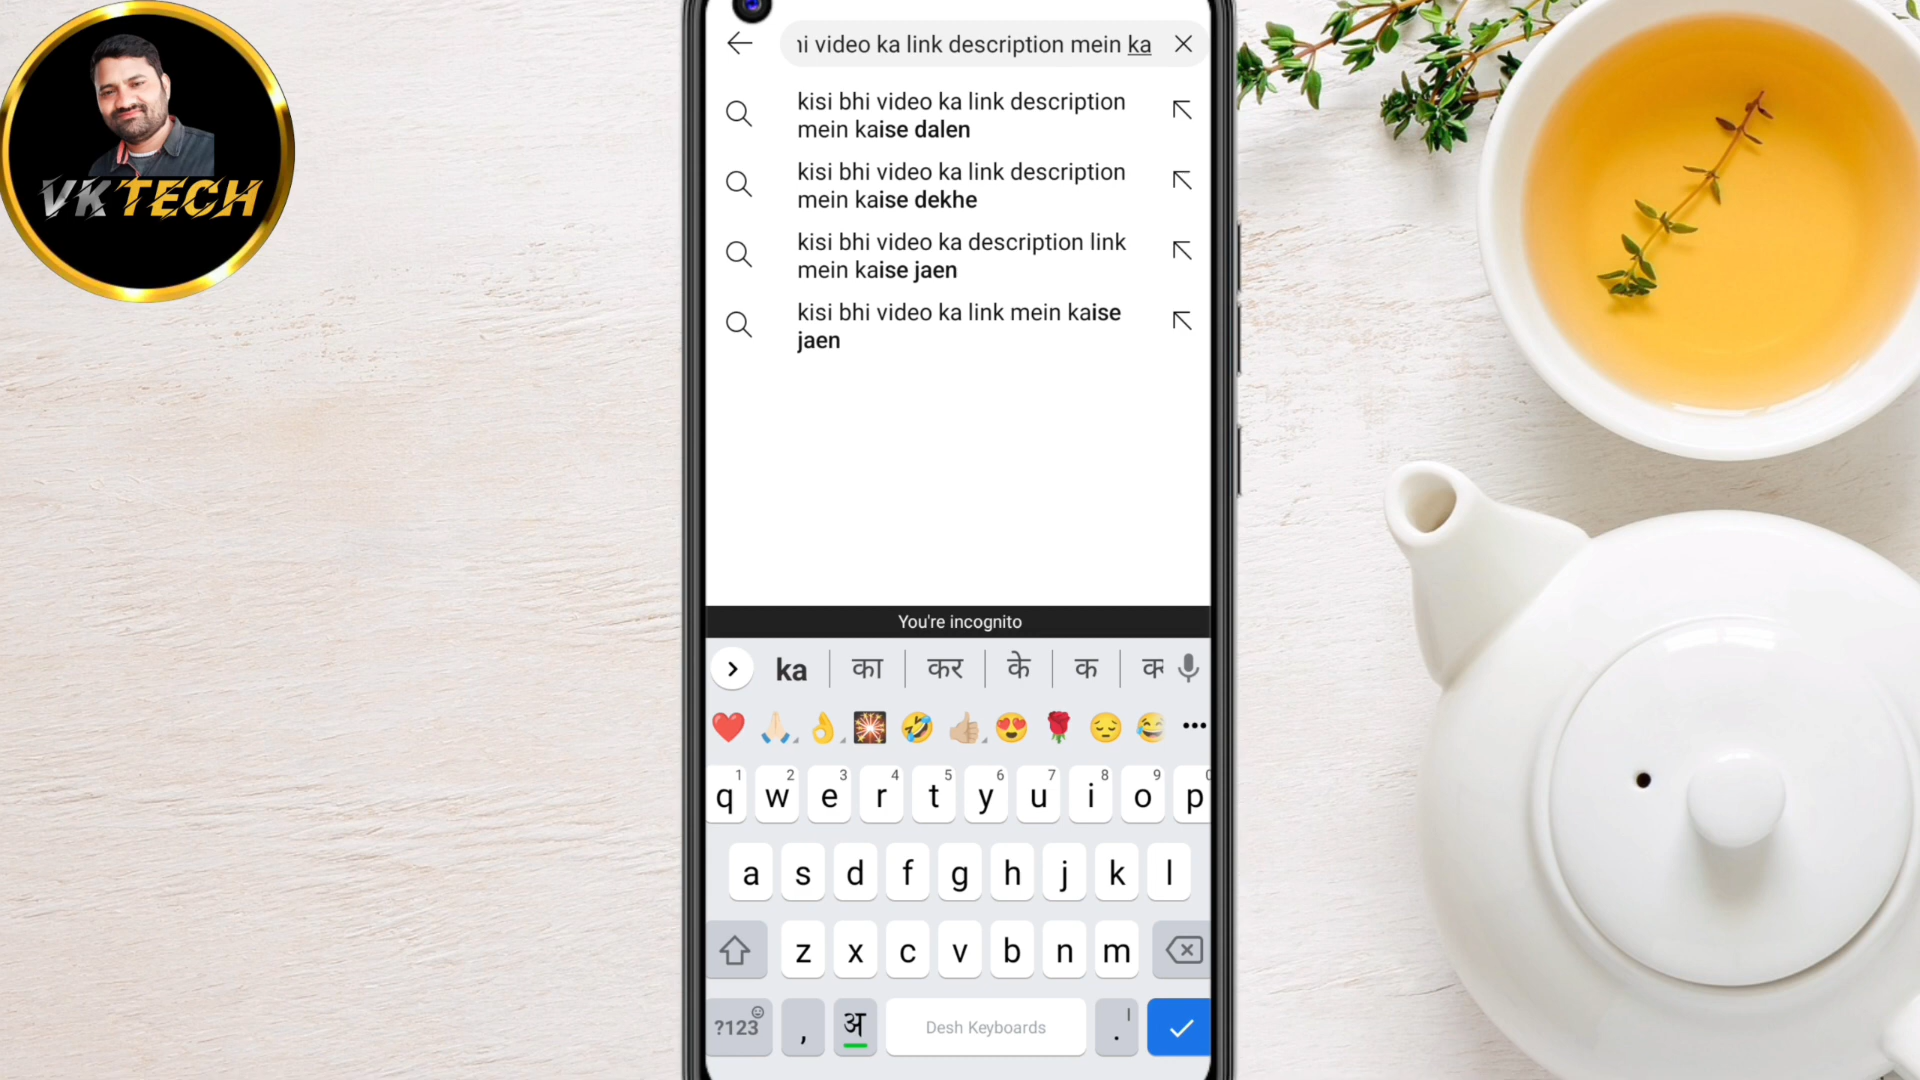 VKTECH
hi video ka link description mein ka
kisi bhi video ka link description
mein kaise dalen
kisi bhi video ka link description
mein kaise dekhe
kisi bhi video ka description link
mein kaise jaen
kisi bhi video ka link mein kaise
jaen
You're incognito
ka का कर के क
1 2 3 4 5 6 7 8 9 0
q w e r t y u i o p
a s d f g h j k l
z x c v b n m
?123 , अ Desh Keyboards .